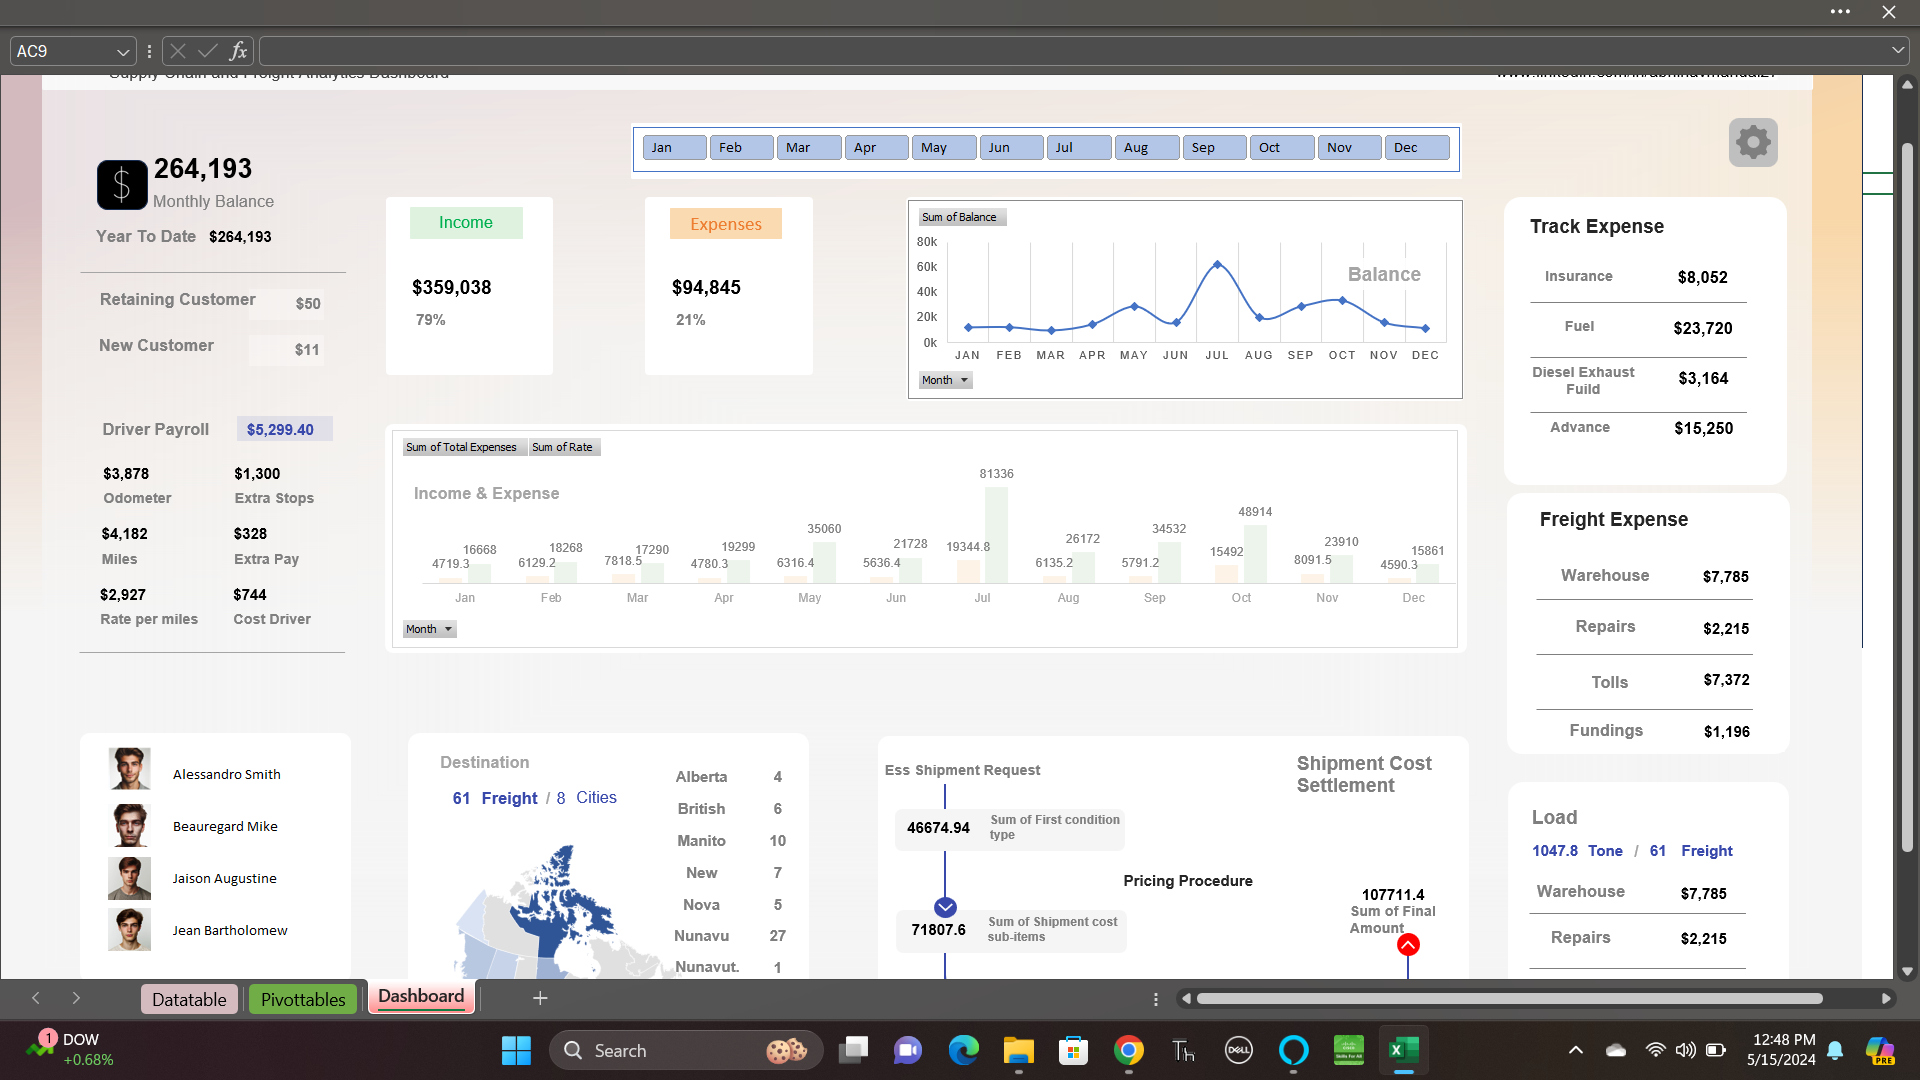 AC9
fx
Supply Chain and Freight Analytics Dashboard
Jan Feb Mar Apr May Jun Jul Aug Sep Oct Nov Dec
$ 264,193
Monthly Balance
Year To Date $264,193
Retaining Customer $50
New Customer $11
Income
$359,038
79%
Expenses
$94,845
21%
Sum of Balance
Balance
80k
60k
40k
20k
0k
JAN FEB MAR APR MAY JUN JUL AUG SEP OCT NOV DEC
Month
Track Expense
Insurance $8,052
Fuel $23,720
Diesel Exhaust Fuild $3,164
Advance $15,250
Driver Payroll $5,299.40
$3,878 $1,300
Odometer Extra Stops
$4,182 $328
Miles Extra Pay
$2,927 $744
Rate per miles Cost Driver
Sum of Total Expenses Sum of Rate
Income & Expense
4719.3 16668 6129.2 18268 7818.5 17290 4780.3 19299 6316.4 35060 5636.4 21728 19344.8 81336 6135.2 26172 5791.2 34532 15492 48914 8091.5 23910 4590.3 15861
Jan Feb Mar Apr May Jun Jul Aug Sep Oct Nov Dec
Month
Freight Expense
Warehouse $7,785
Repairs $2,215
Tolls $7,372
Fundings $1,196
Alessandro Smith
Beauregard Mike
Jaison Augustine
Jean Bartholomew
Destination
61 Freight / 8 Cities
Alberta 4
British 6
Manito 10
New 7
Nova 5
Nunavu 27
Nunavut. 1
Ess Shipment Request
46674.94 Sum of First condition type
71807.6 Sum of Shipment cost sub-items
Pricing Procedure
Shipment Cost
Settlement
107711.4
Sum of Final
Amount
Load
1047.8 Tone / 61 Freight
Warehouse $7,785
Repairs $2,215
Datatable Pivottables Dashboard
1 DOW
+0.68%
Search
Th
DELL
Skills For All
12:48 PM
5/15/2024
PRE